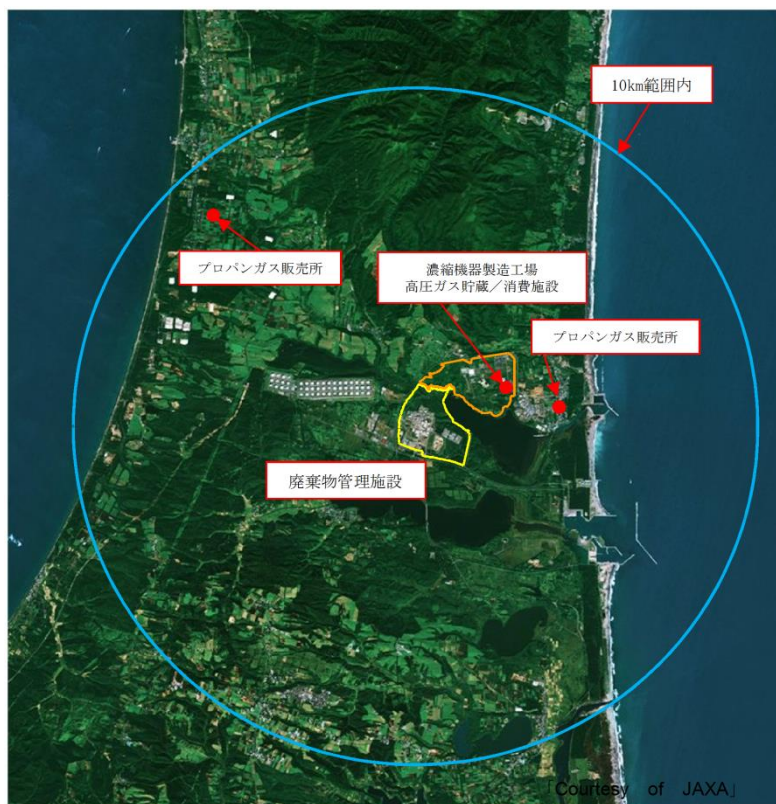 10km範囲内
プロパンガス販売所
濃縮機器製造工場
高圧ガス貯蔵／消費施設
プロパンガス販売所
廃棄物管理施設
「Courtesy of JAXA」